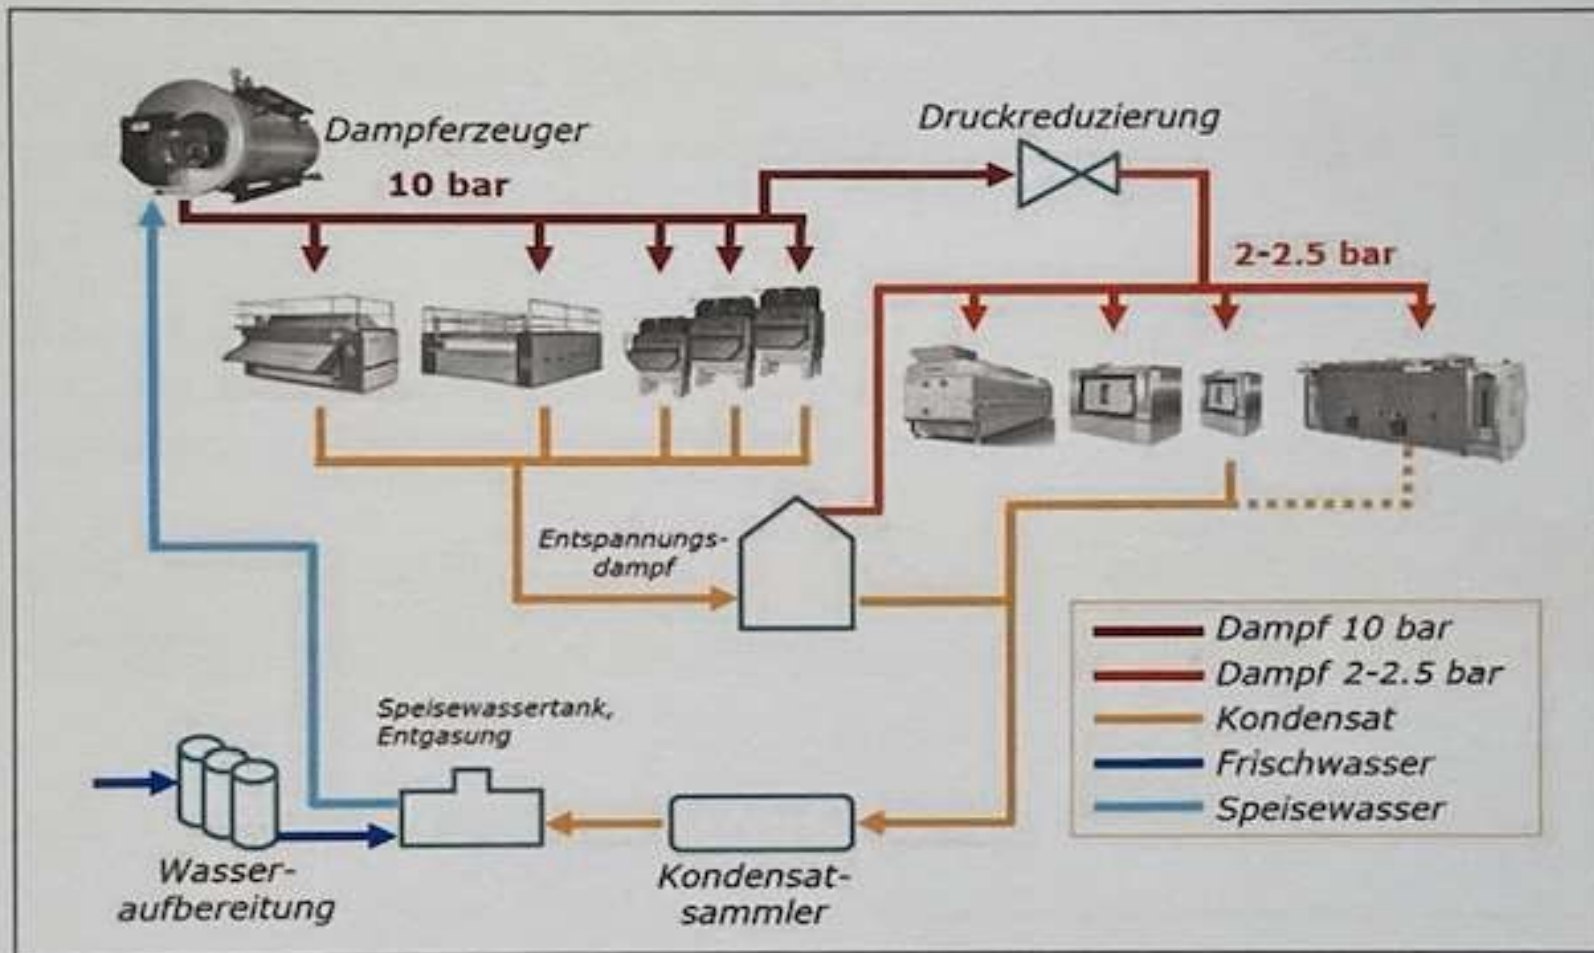 Dampferzeuger
10 bar
Druckreduzierung
2-2.5 bar
Entspannungs-
dampf
Dampf 10 bar
Dampf 2-2.5 bar
Kondensat
Frischwasser
Speisewasser
Speisewassertank,
Entgasung
Wasser-
aufbereitung
Kondensat-
sammler